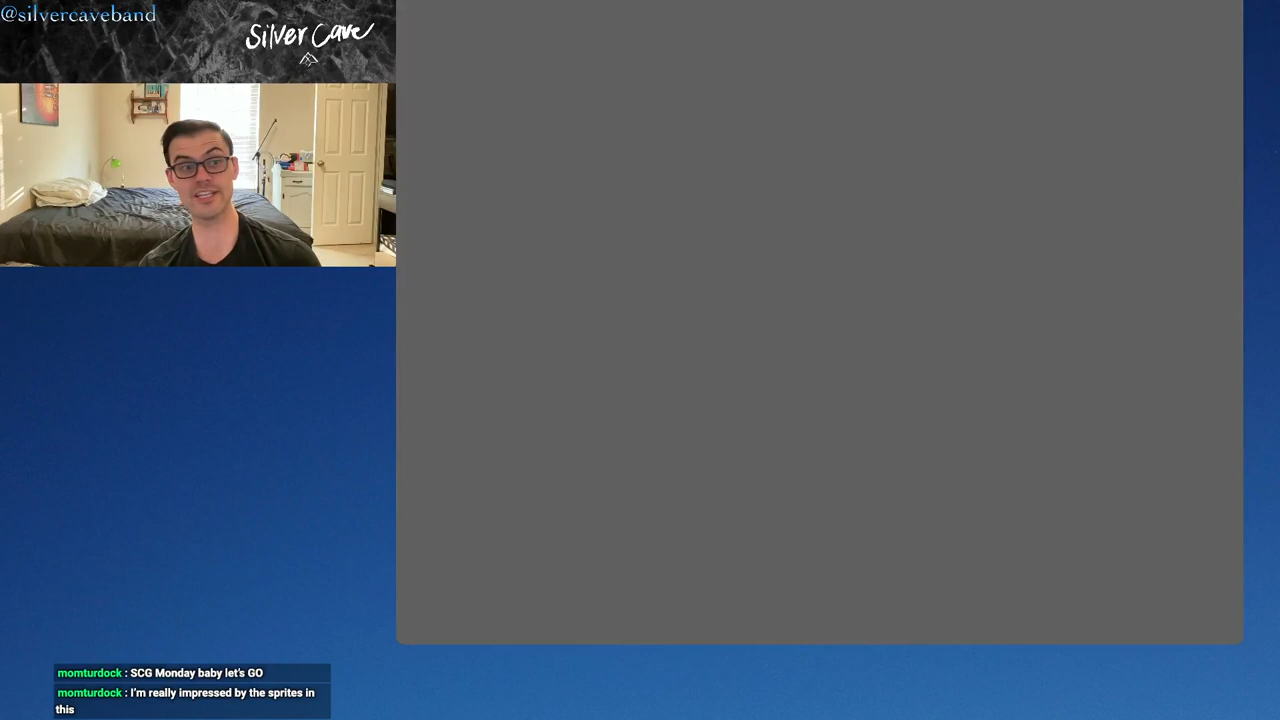 @silvercaveband
Silver Cave
momturdock : SCG Monday baby let's GO
momturdock : I'm really impressed by the sprites in
this